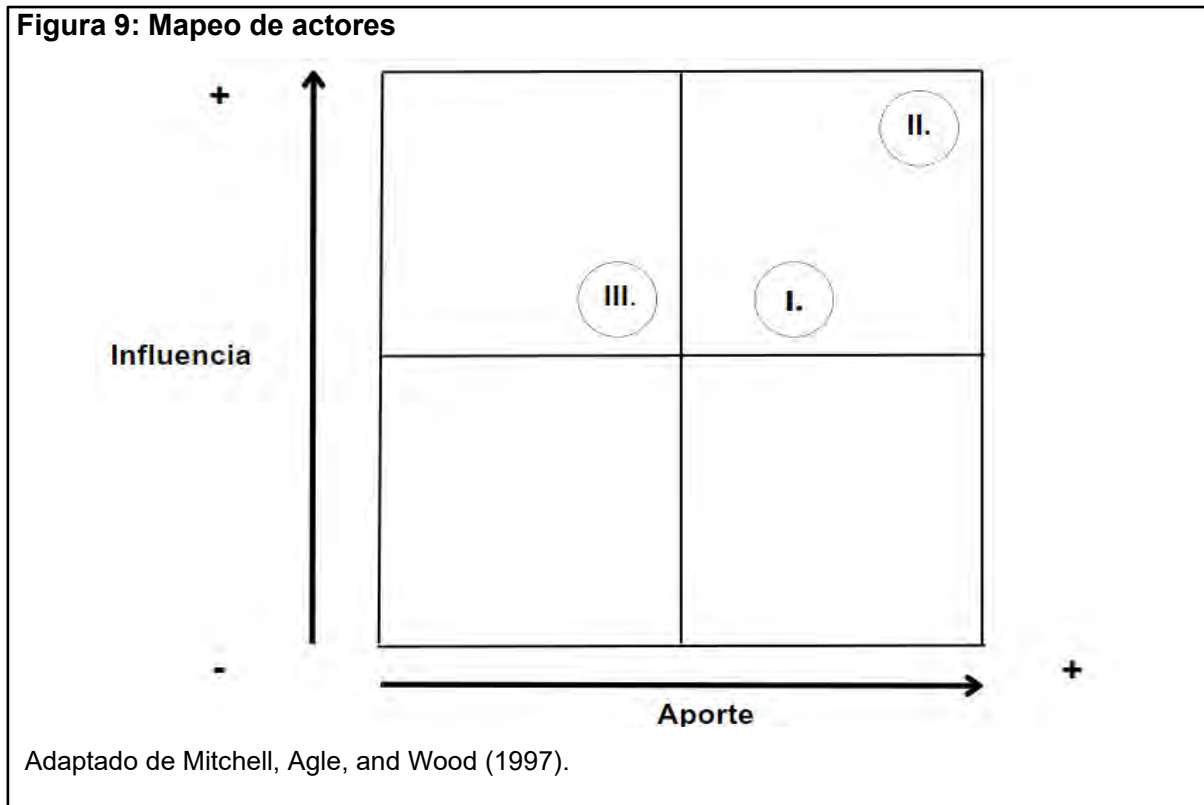 Figura 9: Mapeo de actores
+
II.
III.
I.
Influencia
-
+
Aporte
Adaptado de Mitchell, Agle, and Wood (1997).